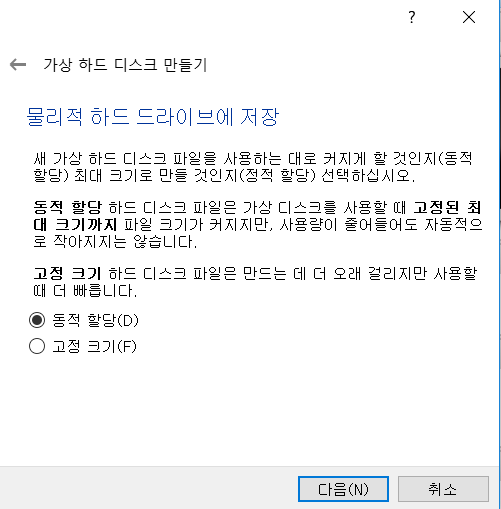 ?
가상 하드 디스크 만들기
물리적 하드 드라이브에 저장
새 가상 하드 디스크 파일을 사용하는 대로 커지게 할 것인지(동적
할당) 최대 크기로 만들 것인지(정적 할당) 선택하십시오.
동적 할당 하드 디스크 파일은 가상 디스크를 사용할 때 고정된 최
대 크기까지 파일 크기가 커지지만, 사용량이 줄어들어도 자동적으
로 작아지지는 않습니다.
고정 크기 하드 디스크 파일은 만드는 데 더 오래 걸리지만 사용할
때 더 빠릅니다.
동적 할당(D)
고정 크기(F)
다음(N)
취소